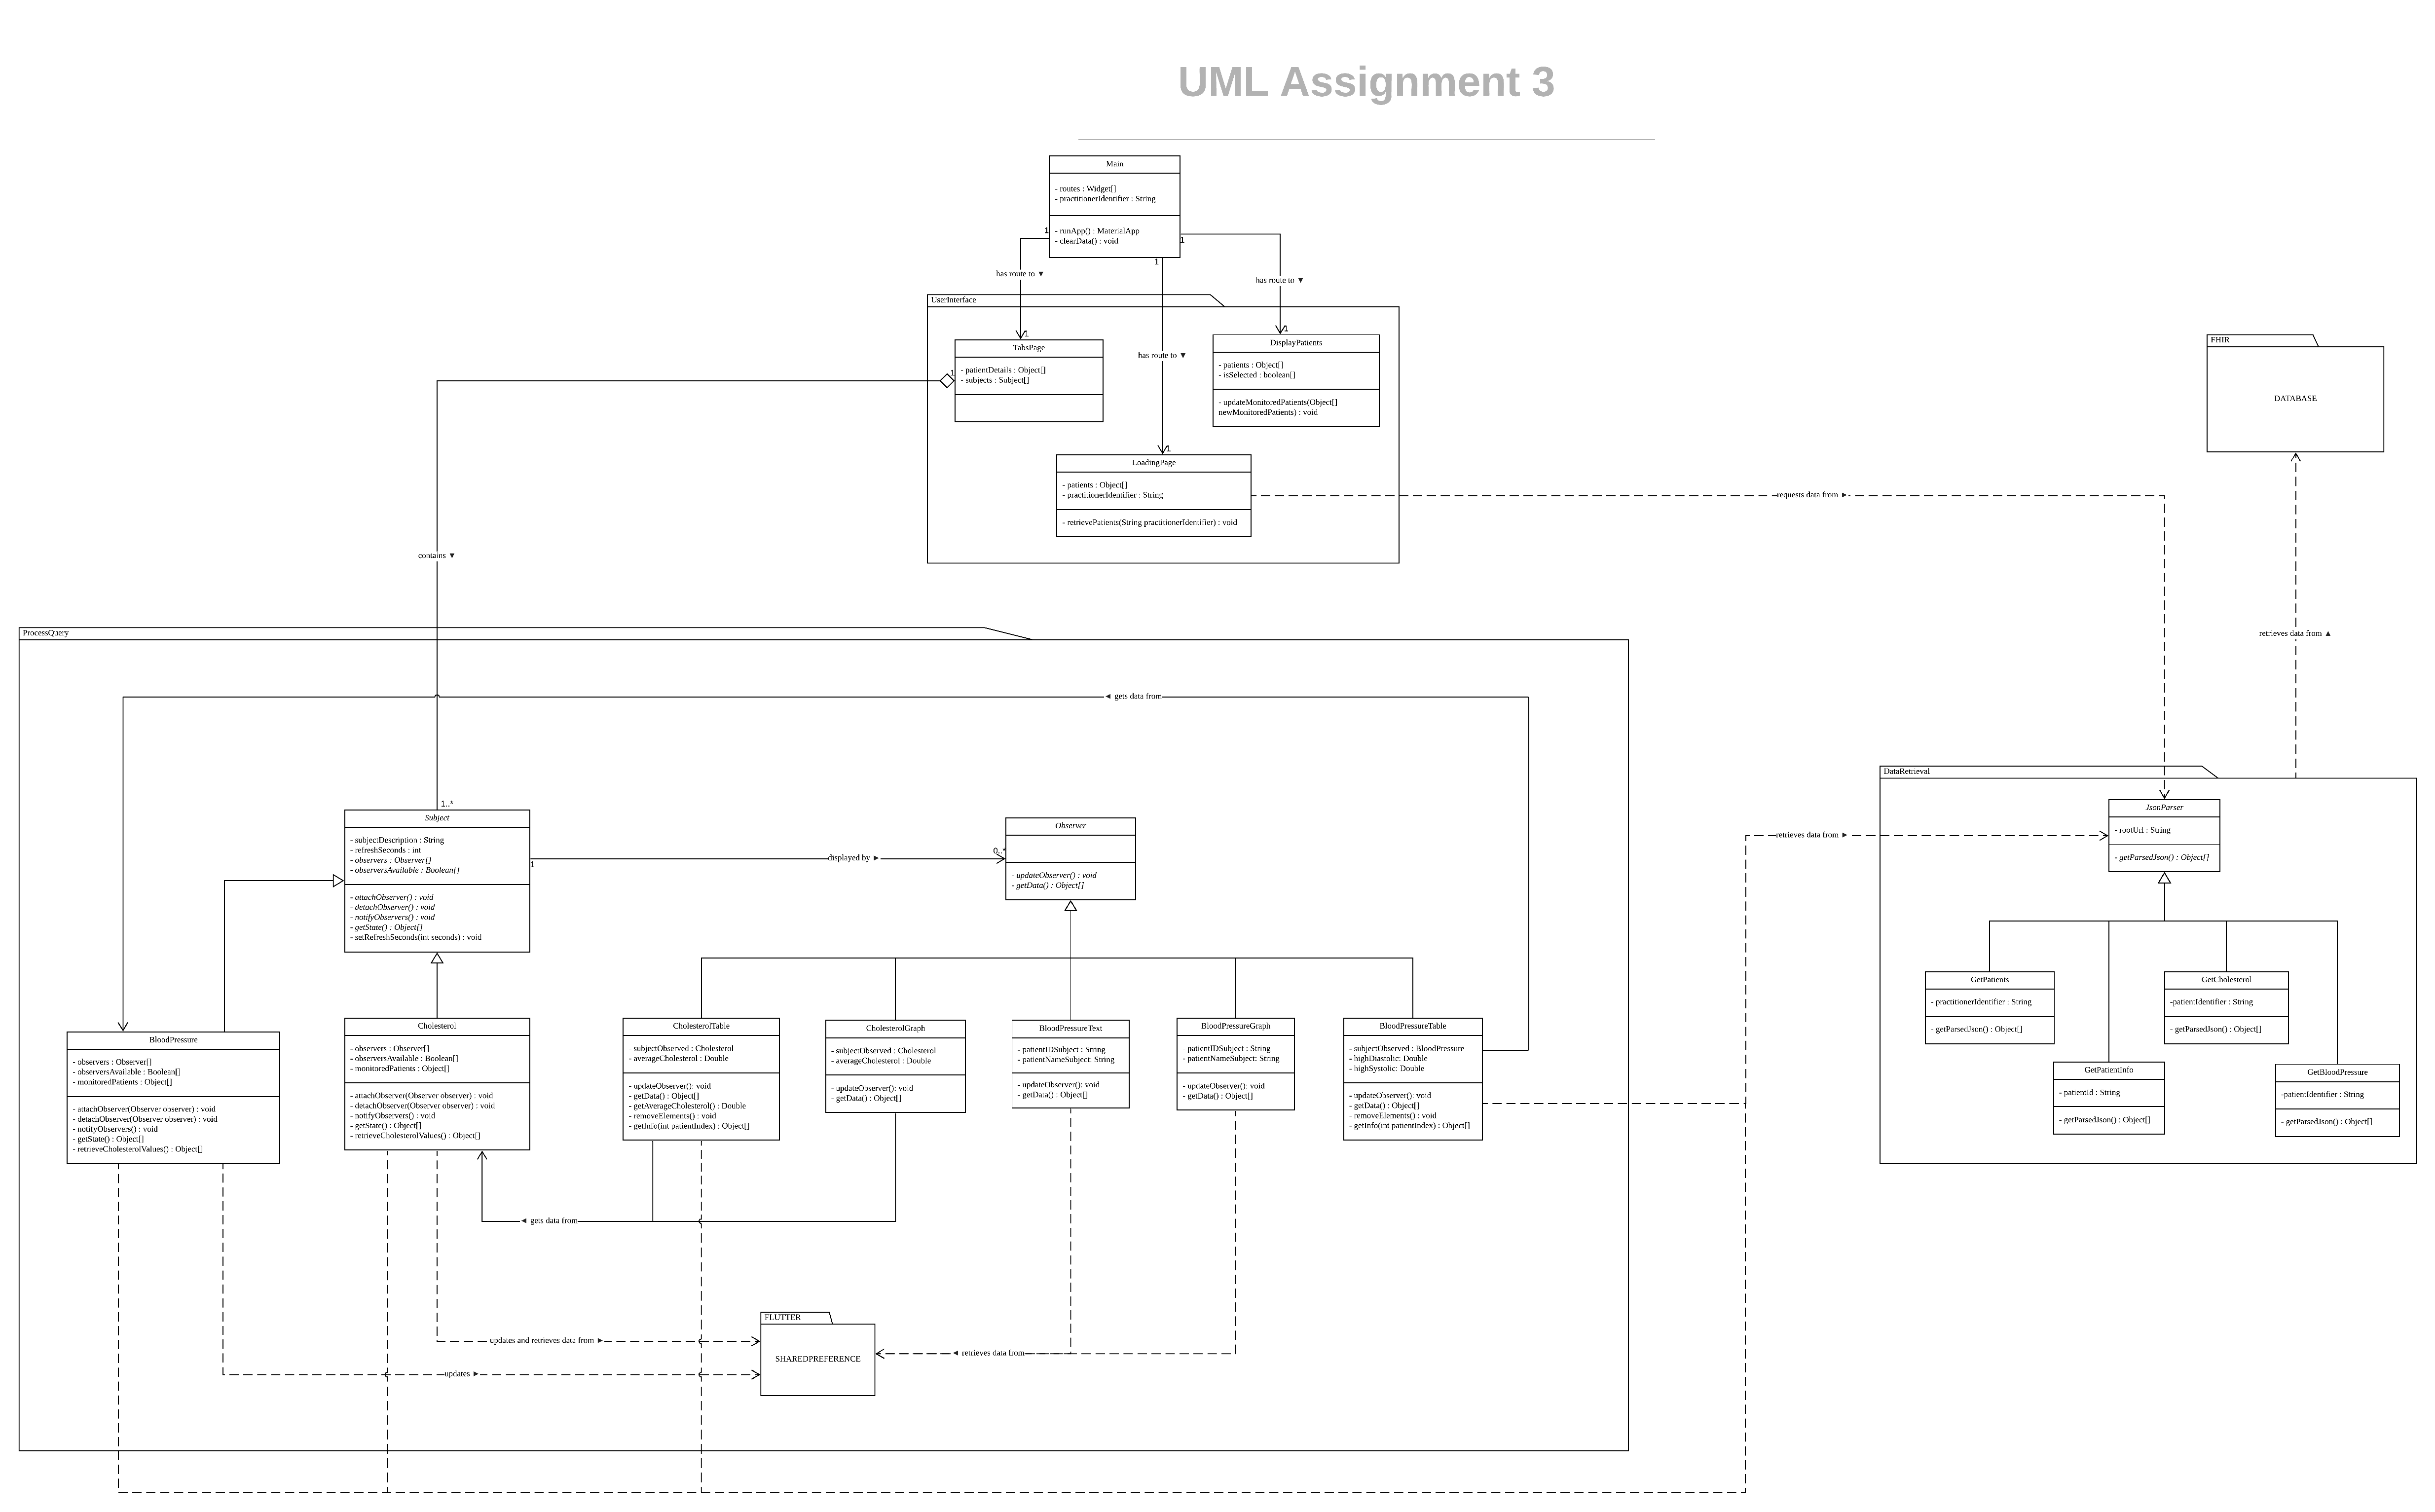 UML Assignment 3
Main
- routes : Widget[]
- practitionerIdentifier : String
- runApp() : MaterialApp
- clearData() : void
1
1
1
has route to ▼
has route to ▼
has route to ▼
UserInterface
1
TabsPage
- patientDetails : Object[]
- subjects : Subject[]
1
1
DisplayPatients
- patients : Object[]
- isSelected : boolean[]
- updateMonitoredPatients(Object[]
newMonitoredPatients) : void
1
LoadingPage
- patients : Object[]
- practitionerIdentifier : String
- retrievePatients(String practitionerIdentifier) : void
requests data from ►
FHIR
DATABASE
retrieves data from ▲
contains ▼
ProcessQuery
◄ gets data from
1..*
Subject
- subjectDescription : String
- refreshSeconds : int
- observers : Observer[]
- observersAvailable : Boolean[]
- attachObserver() : void
- detachObserver() : void
- notifyObservers() : void
- getState() : Object[]
- setRefreshSeconds(int seconds) : void
1
displayed by ►
0..*
Observer
- updateObserver() : void
- getData() : Object[]
BloodPressure
- observers : Observer[]
- observersAvailable : Boolean[]
- monitoredPatients : Object[]
- attachObserver(Observer observer) : void
- detachObserver(Observer observer) : void
- notifyObservers() : void
- getState() : Object[]
- retrieveCholesterolValues() : Object[]
Cholesterol
- observers : Observer[]
- observersAvailable : Boolean[]
- monitoredPatients : Object[]
- attachObserver(Observer observer) : void
- detachObserver(Observer observer) : void
- notifyObservers() : void
- getState() : Object[]
- retrieveCholesterolValues() : Object[]
CholesterolTable
- subjectObserved : Cholesterol
- averageCholesterol : Double
- updateObserver(): void
- getData() : Object[]
- getAverageCholesterol() : Double
- removeElements() : void
- getInfo(int patientIndex) : Object[]
CholesterolGraph
- subjectObserved : Cholesterol
- averageCholesterol : Double
- updateObserver(): void
- getData() : Object[]
BloodPressureText
- patientIDSubject : String
- patientNameSubject: String
- updateObserver(): void
- getData() : Object[]
BloodPressureGraph
- patientIDSubject : String
- patientNameSubject: String
- updateObserver(): void
- getData() : Object[]
BloodPressureTable
- subjectObserved : BloodPressure
- highDiastolic: Double
- highSystolic: Double
- updateObserver(): void
- getData() : Object[]
- removeElements() : void
- getInfo(int patientIndex) : Object[]
◄ gets data from
updates and retrieves data from ►
updates ►
FLUTTER
SHAREDPREFERENCE
◄ retrieves data from
retrieves data from ►
DataRetrieval
JsonParser
- rootUrl : String
- getParsedJson() : Object[]
GetPatients
- practitionerIdentifier : String
- getParsedJson() : Object[]
GetCholesterol
-patientIdentifier : String
- getParsedJson() : Object[]
GetPatientInfo
- patientId : String
- getParsedJson() : Object[]
GetBloodPressure
-patientIdentifier : String
- getParsedJson() : Object[]